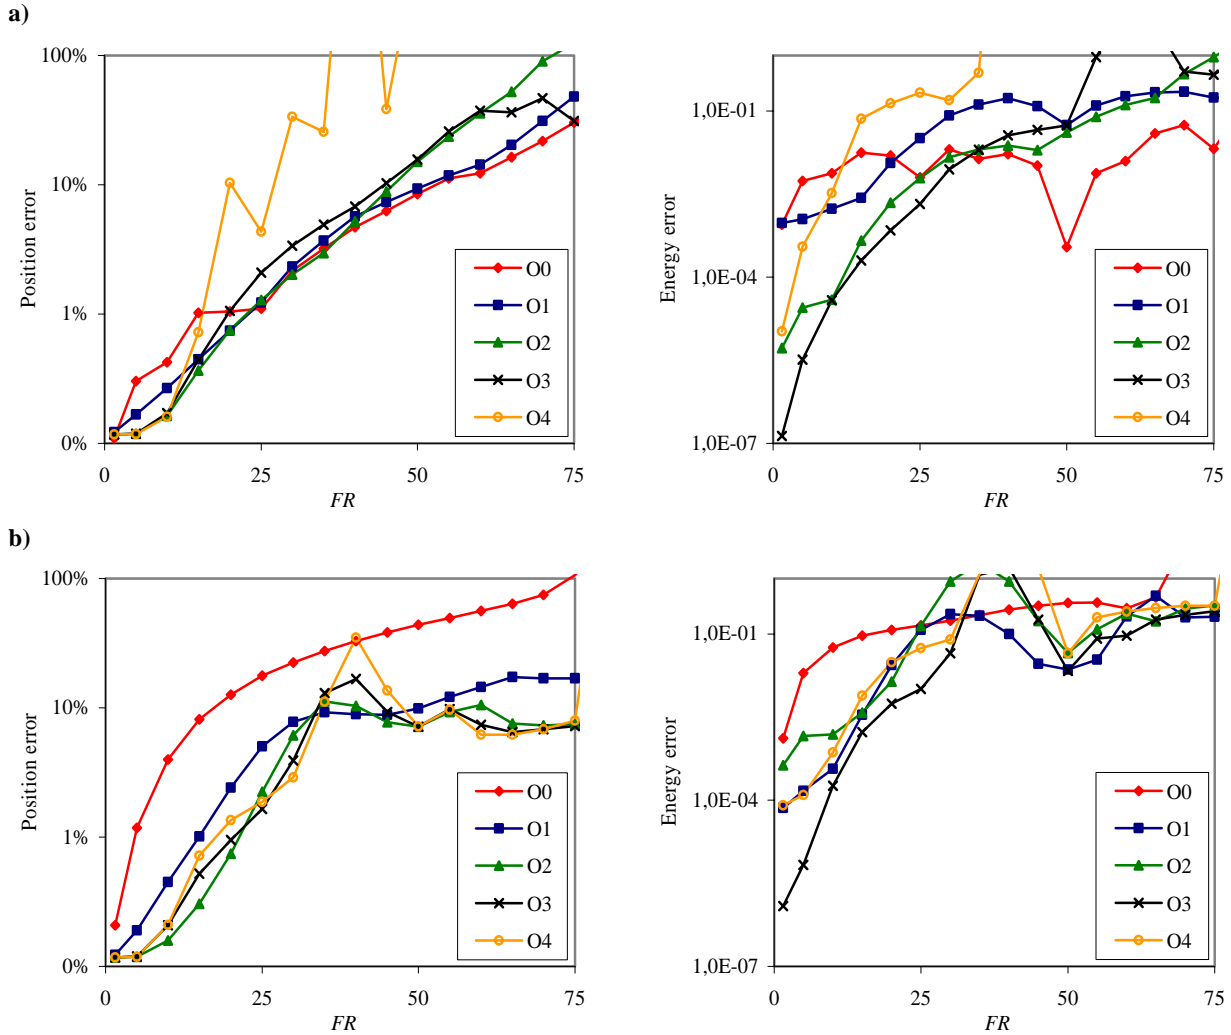 a)
100%
10%
1%
0%
Position error
0
25
50
75
FR
O0
O1
O2
O3
O4
1,0E-01
1,0E-04
1,0E-07
Energy error
0
25
50
75
FR
O0
O1
O2
O3
O4
b)
100%
10%
1%
0%
Position error
0
25
50
75
FR
O0
O1
O2
O3
O4
1,0E-01
1,0E-04
1,0E-07
Energy error
0
25
50
75
FR
O0
O1
O2
O3
O4